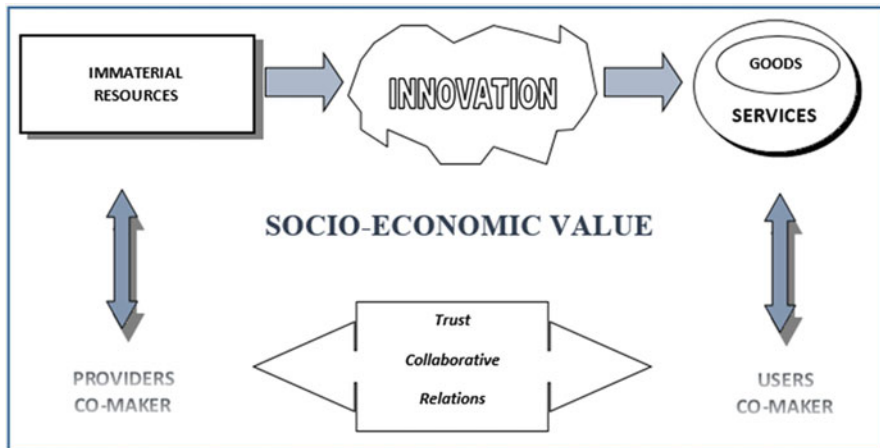 IMMATERIAL
RESOURCES
INNOVATION
GOODS
SERVICES
SOCIO-ECONOMIC VALUE
Trust
Collaborative
Relations
PROVIDERS
CO-MAKER
USERS
CO-MAKER